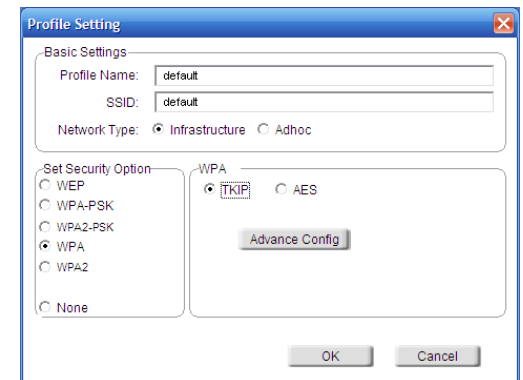 Profile Setting
Basic Settings
Profile Name: default
SSID: default
Network Type: Infrastructure Adhoc
Set Security Option
WEP
WPA-PSK
WPA2-PSK
WPA
WPA2
None
WPA
TKIP AES
Advance Config
OK Cancel